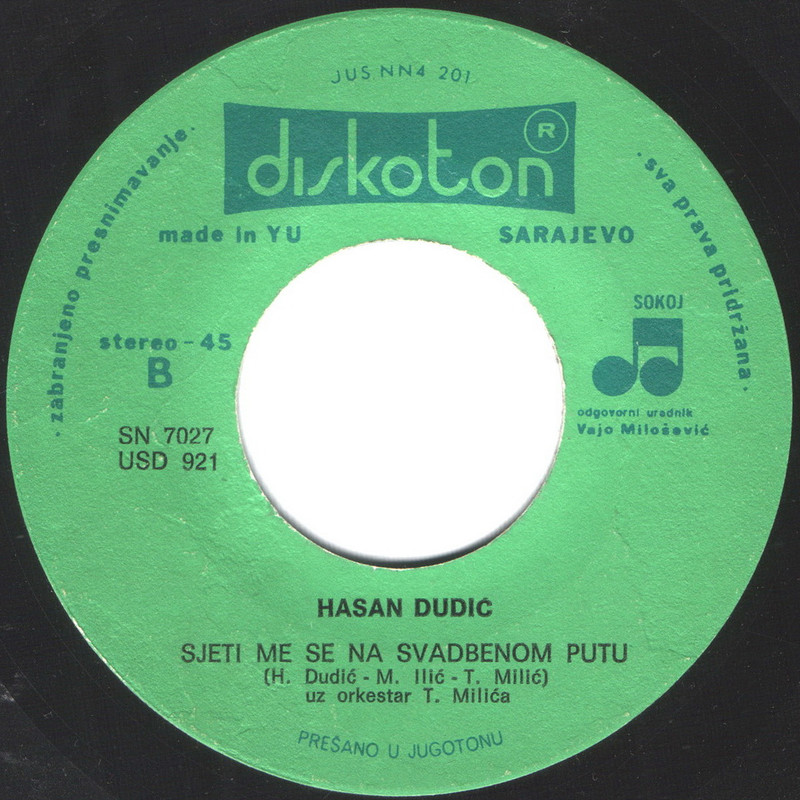 JUS.NN4 201
diskoton ®
made in YU
SARAJEVO
· zabranjeno presnimavanje ·
· sva prava pridržana ·
SOKOJ
stereo - 45
B
odgovorni urednik
Vajo Milošević
SN 7027
USD 921
HASAN DUDIĆ
SJETI ME SE NA SVADBENOM PUTU
(H. Dudić - M. Ilić - T. Milić)
uz orkestar T. Milića
PREŠANO U JUGOTONU